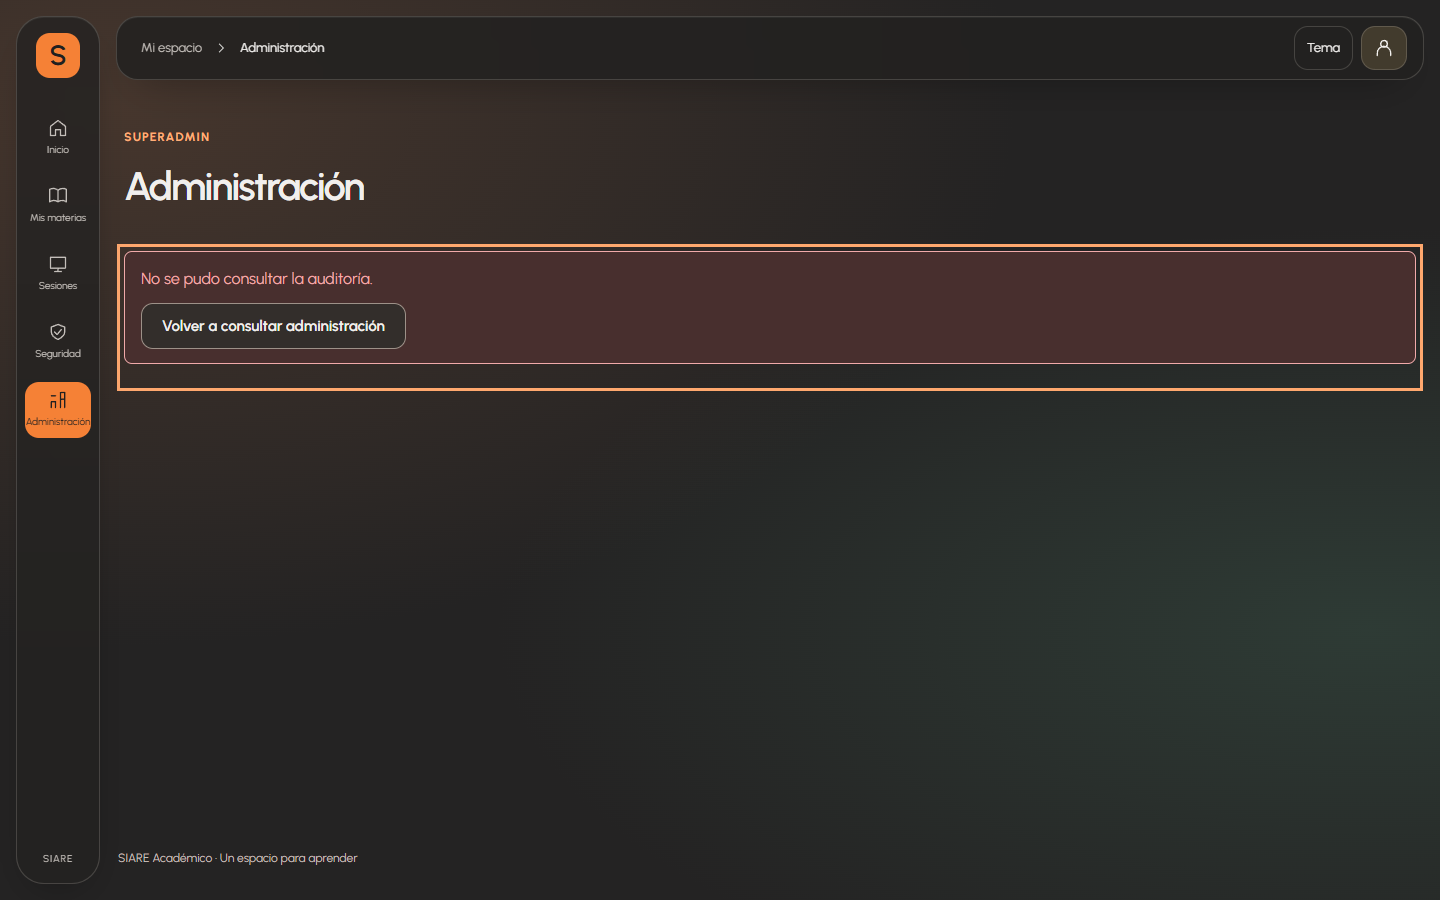 S
Inicio
Mis materias
Sesiones
Seguridad
Administración
SIARE
Mi espacio > Administración
Tema
SUPERADMIN
Administración
No se pudo consultar la auditoría.
Volver a consultar administración
SIARE Académico · Un espacio para aprender